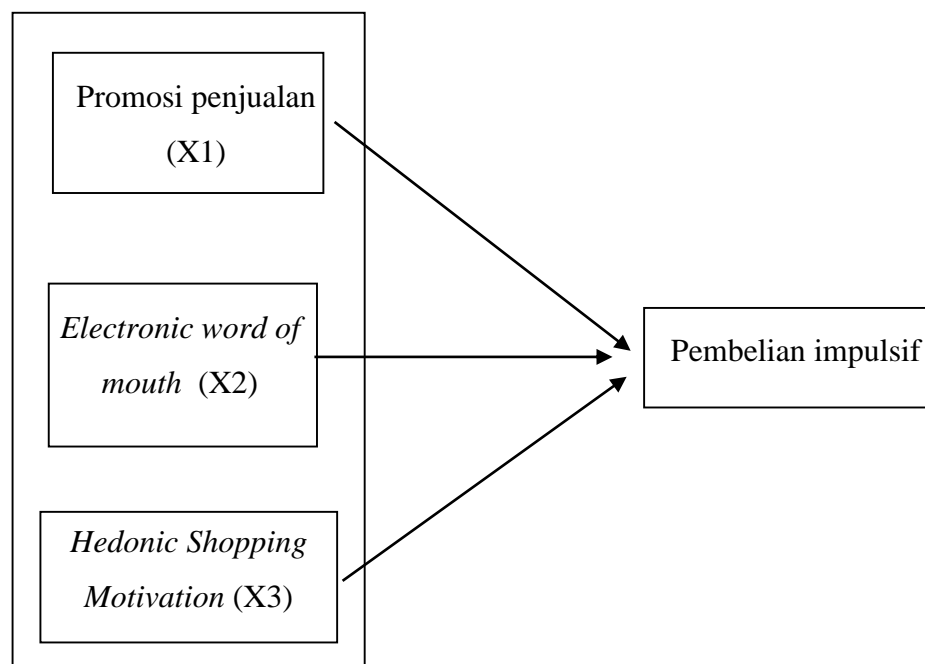 Promosi penjualan
(X1)
Electronic word of
mouth (X2)
Pembelian impulsif
Hedonic Shopping
Motivation (X3)